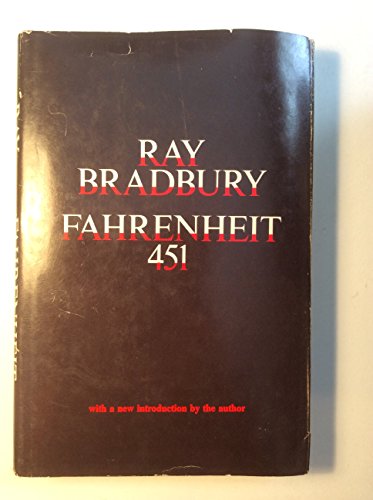 RAY
BRADBURY
FAHRENHEIT
451
with a new introduction by the author